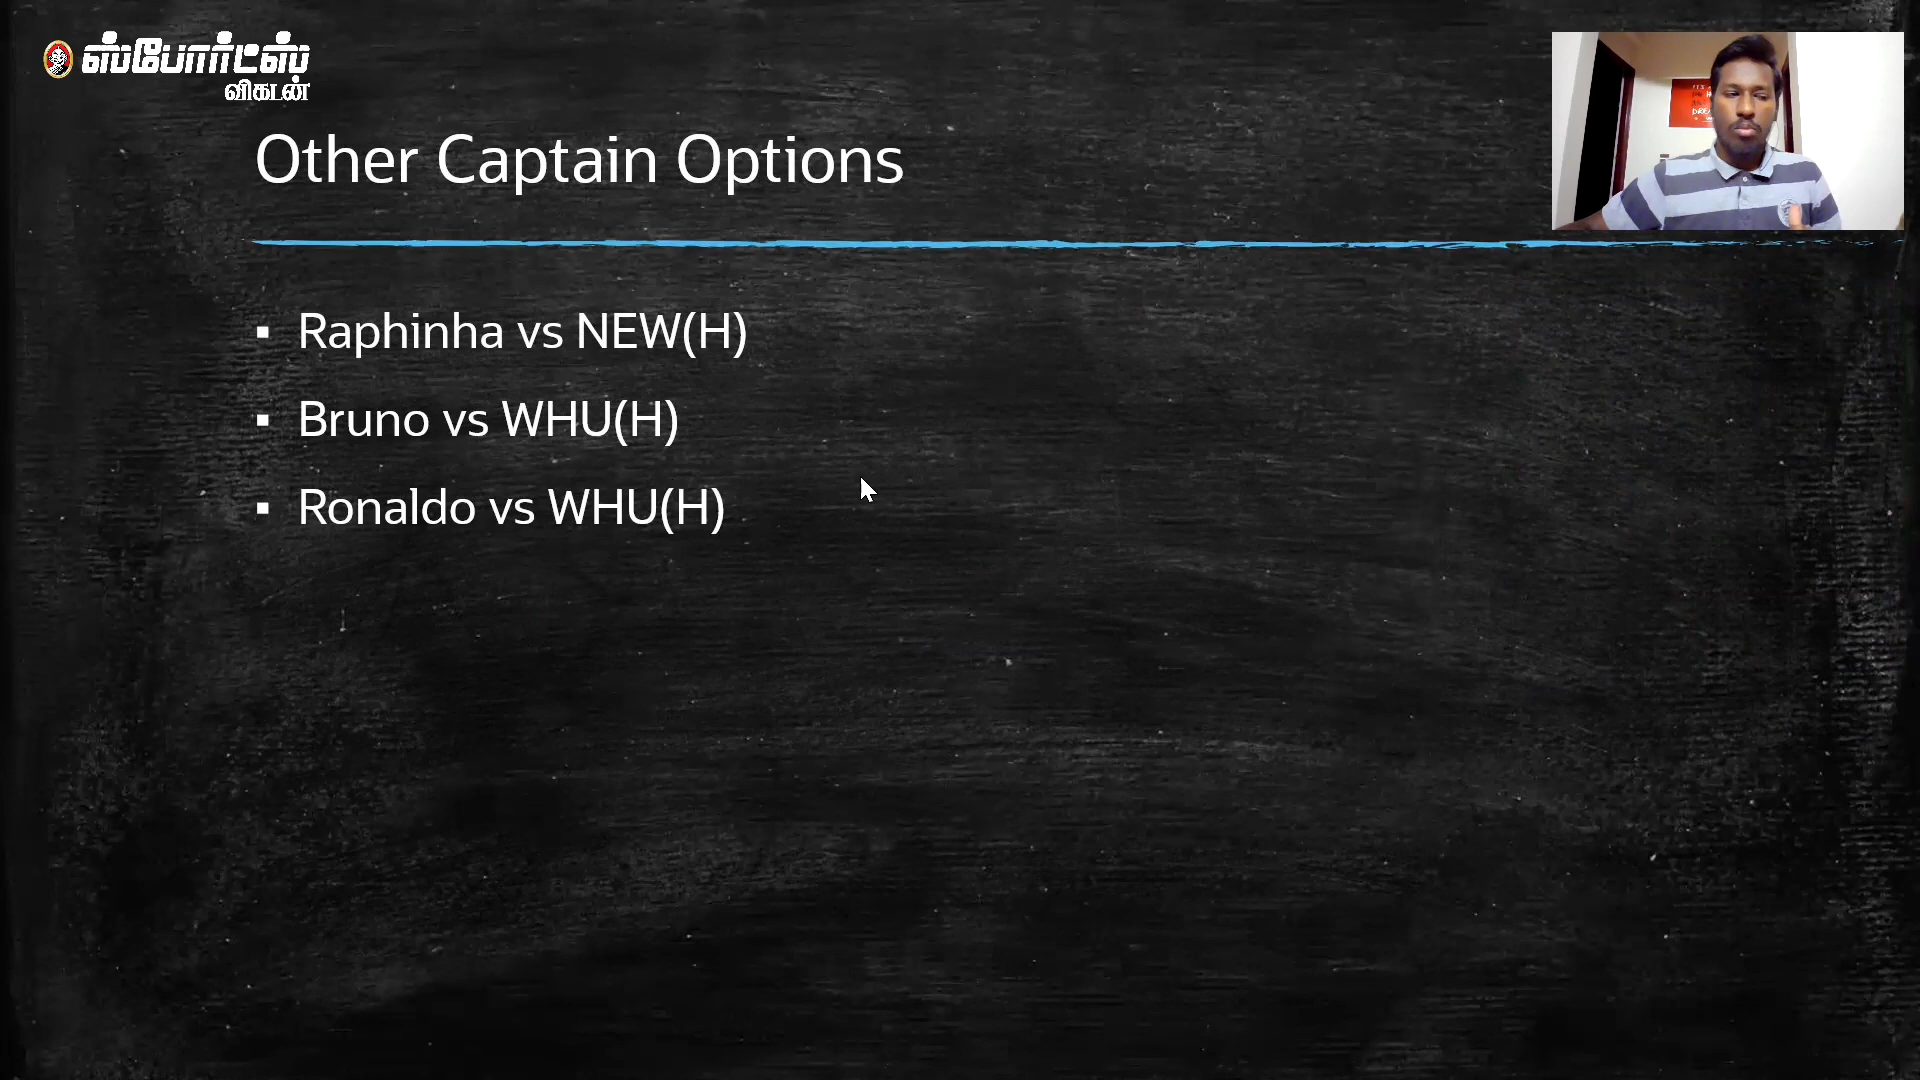 ஸ்போர்ட்ஸ்
விகடன்
Other Captain Options
Raphinha vs NEW(H)
Bruno vs WHU(H)
Ronaldo vs WHU(H)